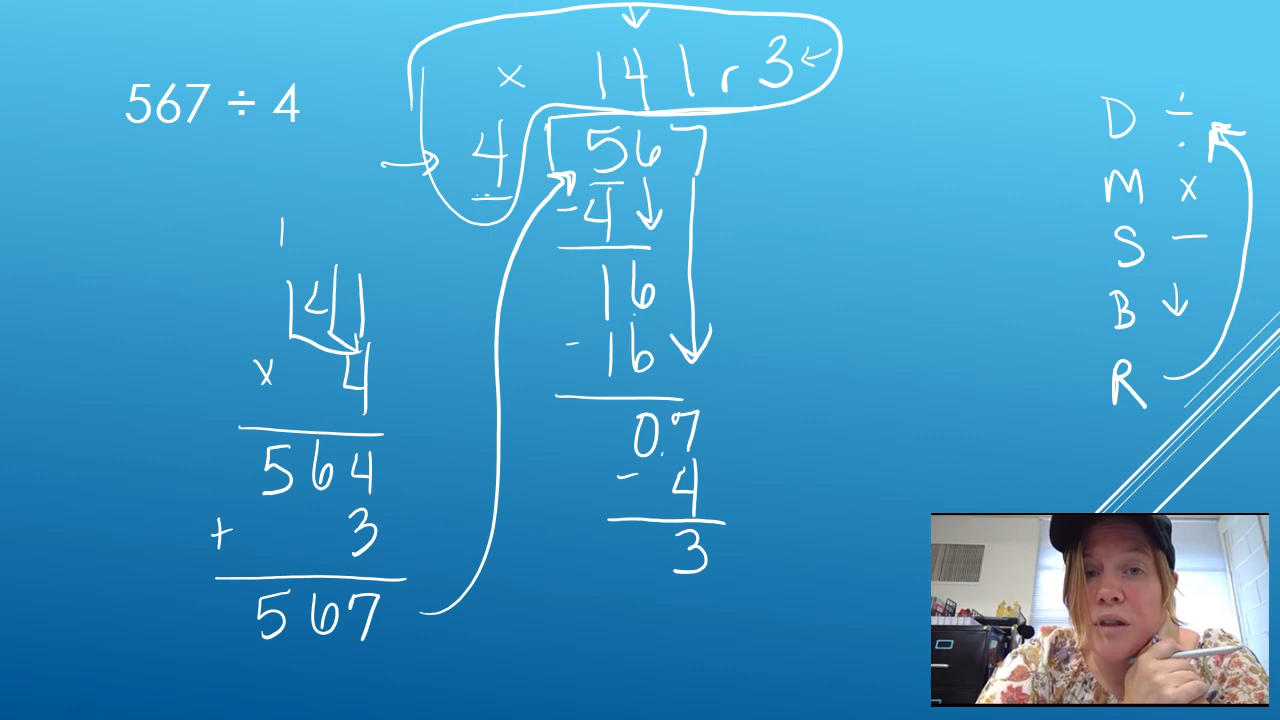 567 ÷ 4
x 141 r 3
4 567
- 4
16
- 16
07
- 4
3
1
141
x 4
564
+ 3
567
D ÷
M x
S -
B ↓
R